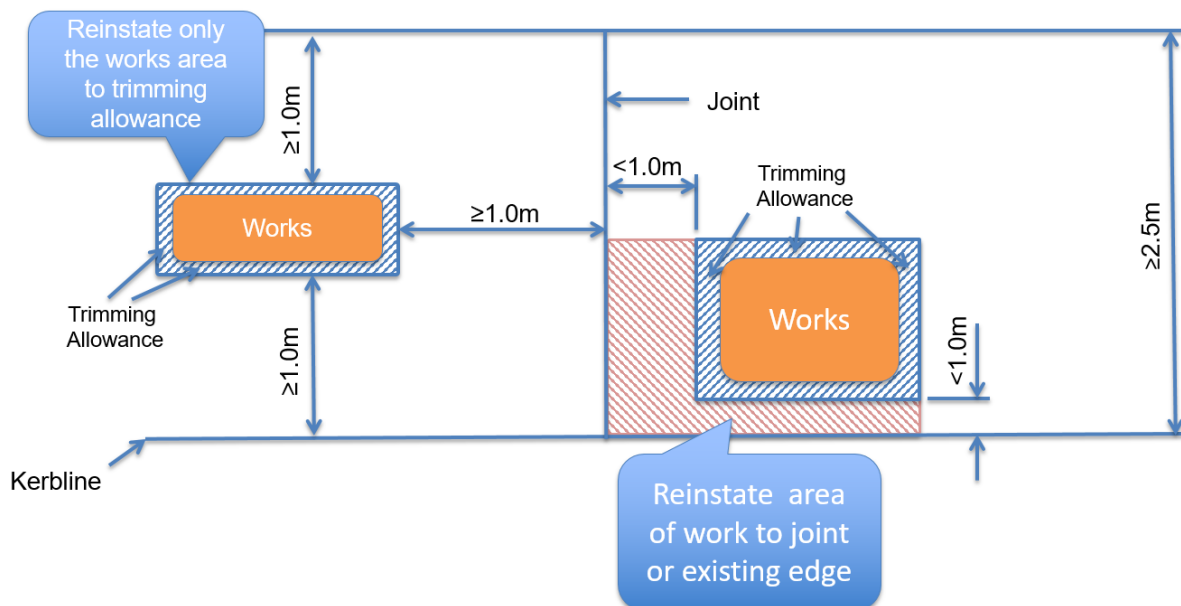 Reinstate only
the works area
to trimming
allowance
≥1.0m
Joint
<1.0m
Trimming
Allowance
≥1.0m
Works
≥2.5m
Trimming
Allowance
≥1.0m
Works
<1.0m
Kerbline
Reinstate area
of work to joint
or existing edge